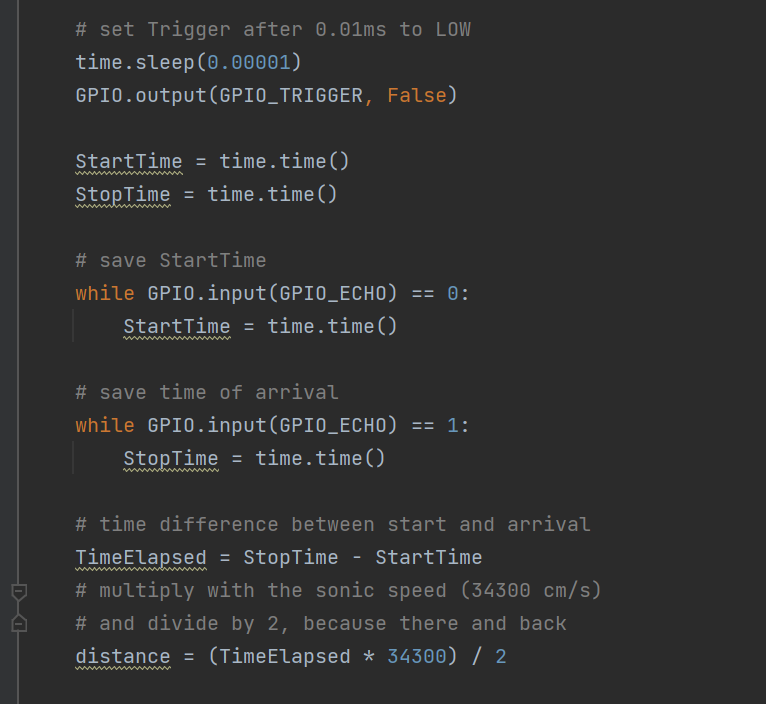 # set Trigger after 0.01ms to LOW
time.sleep(0.00001)
GPIO.output(GPIO_TRIGGER, False)
StartTime = time.time()
StopTime = time.time()
# save StartTime
while GPIO.input(GPIO_ECHO) == 0:
StartTime = time.time()
# save time of arrival
while GPIO.input(GPIO_ECHO) == 1:
StopTime = time.time()
# time difference between start and arrival
TimeElapsed = StopTime - StartTime
# multiply with the sonic speed (34300 cm/s)
# and divide by 2, because there and back
distance = (TimeElapsed * 34300) / 2